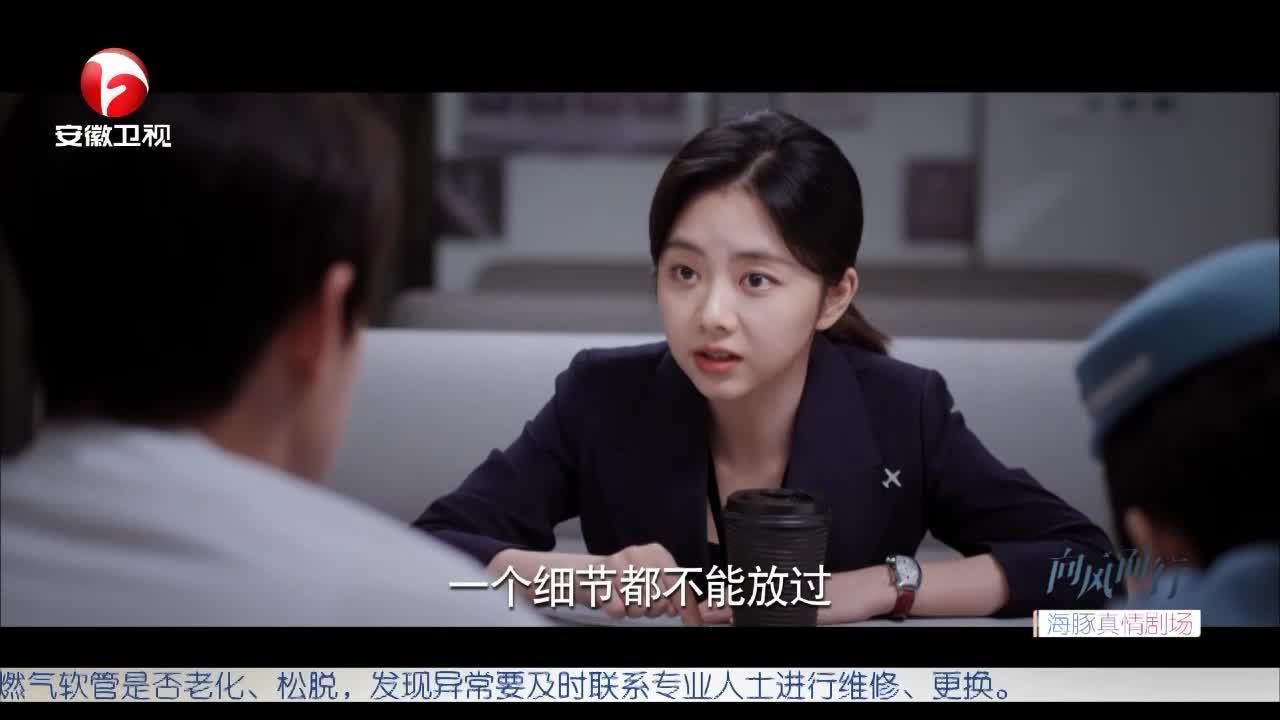 安徽卫视
一个细节都不能放过
向风而行
海豚真情剧场
燃气软管是否老化、松脱，发现异常要及时联系专业人士进行维修、更换。